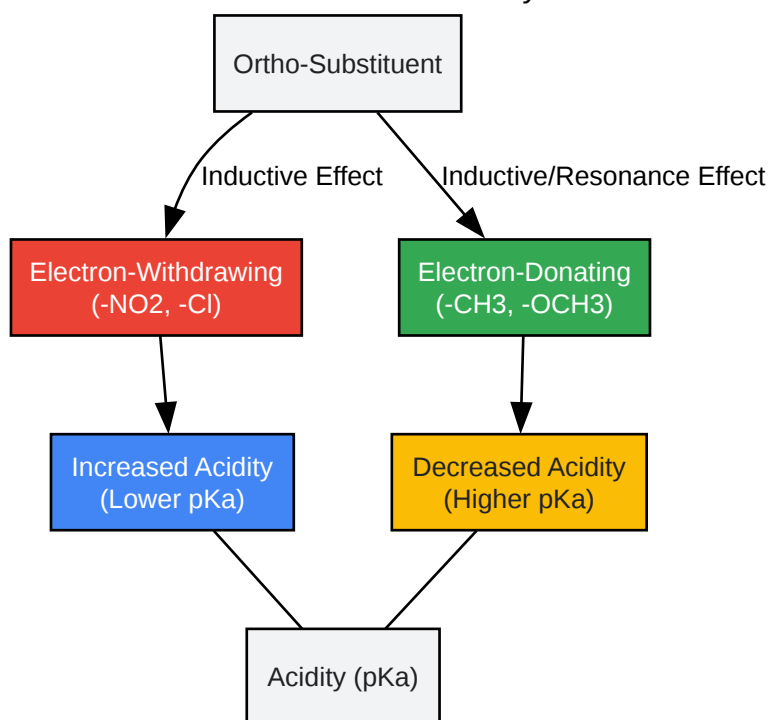 Ortho-Substituent
Inductive Effect
Inductive/Resonance Effect
Electron-Withdrawing
(-NO2, -Cl)
Electron-Donating
(-CH3, -OCH3)
Increased Acidity
(Lower pKa)
Decreased Acidity
(Higher pKa)
Acidity (pKa)